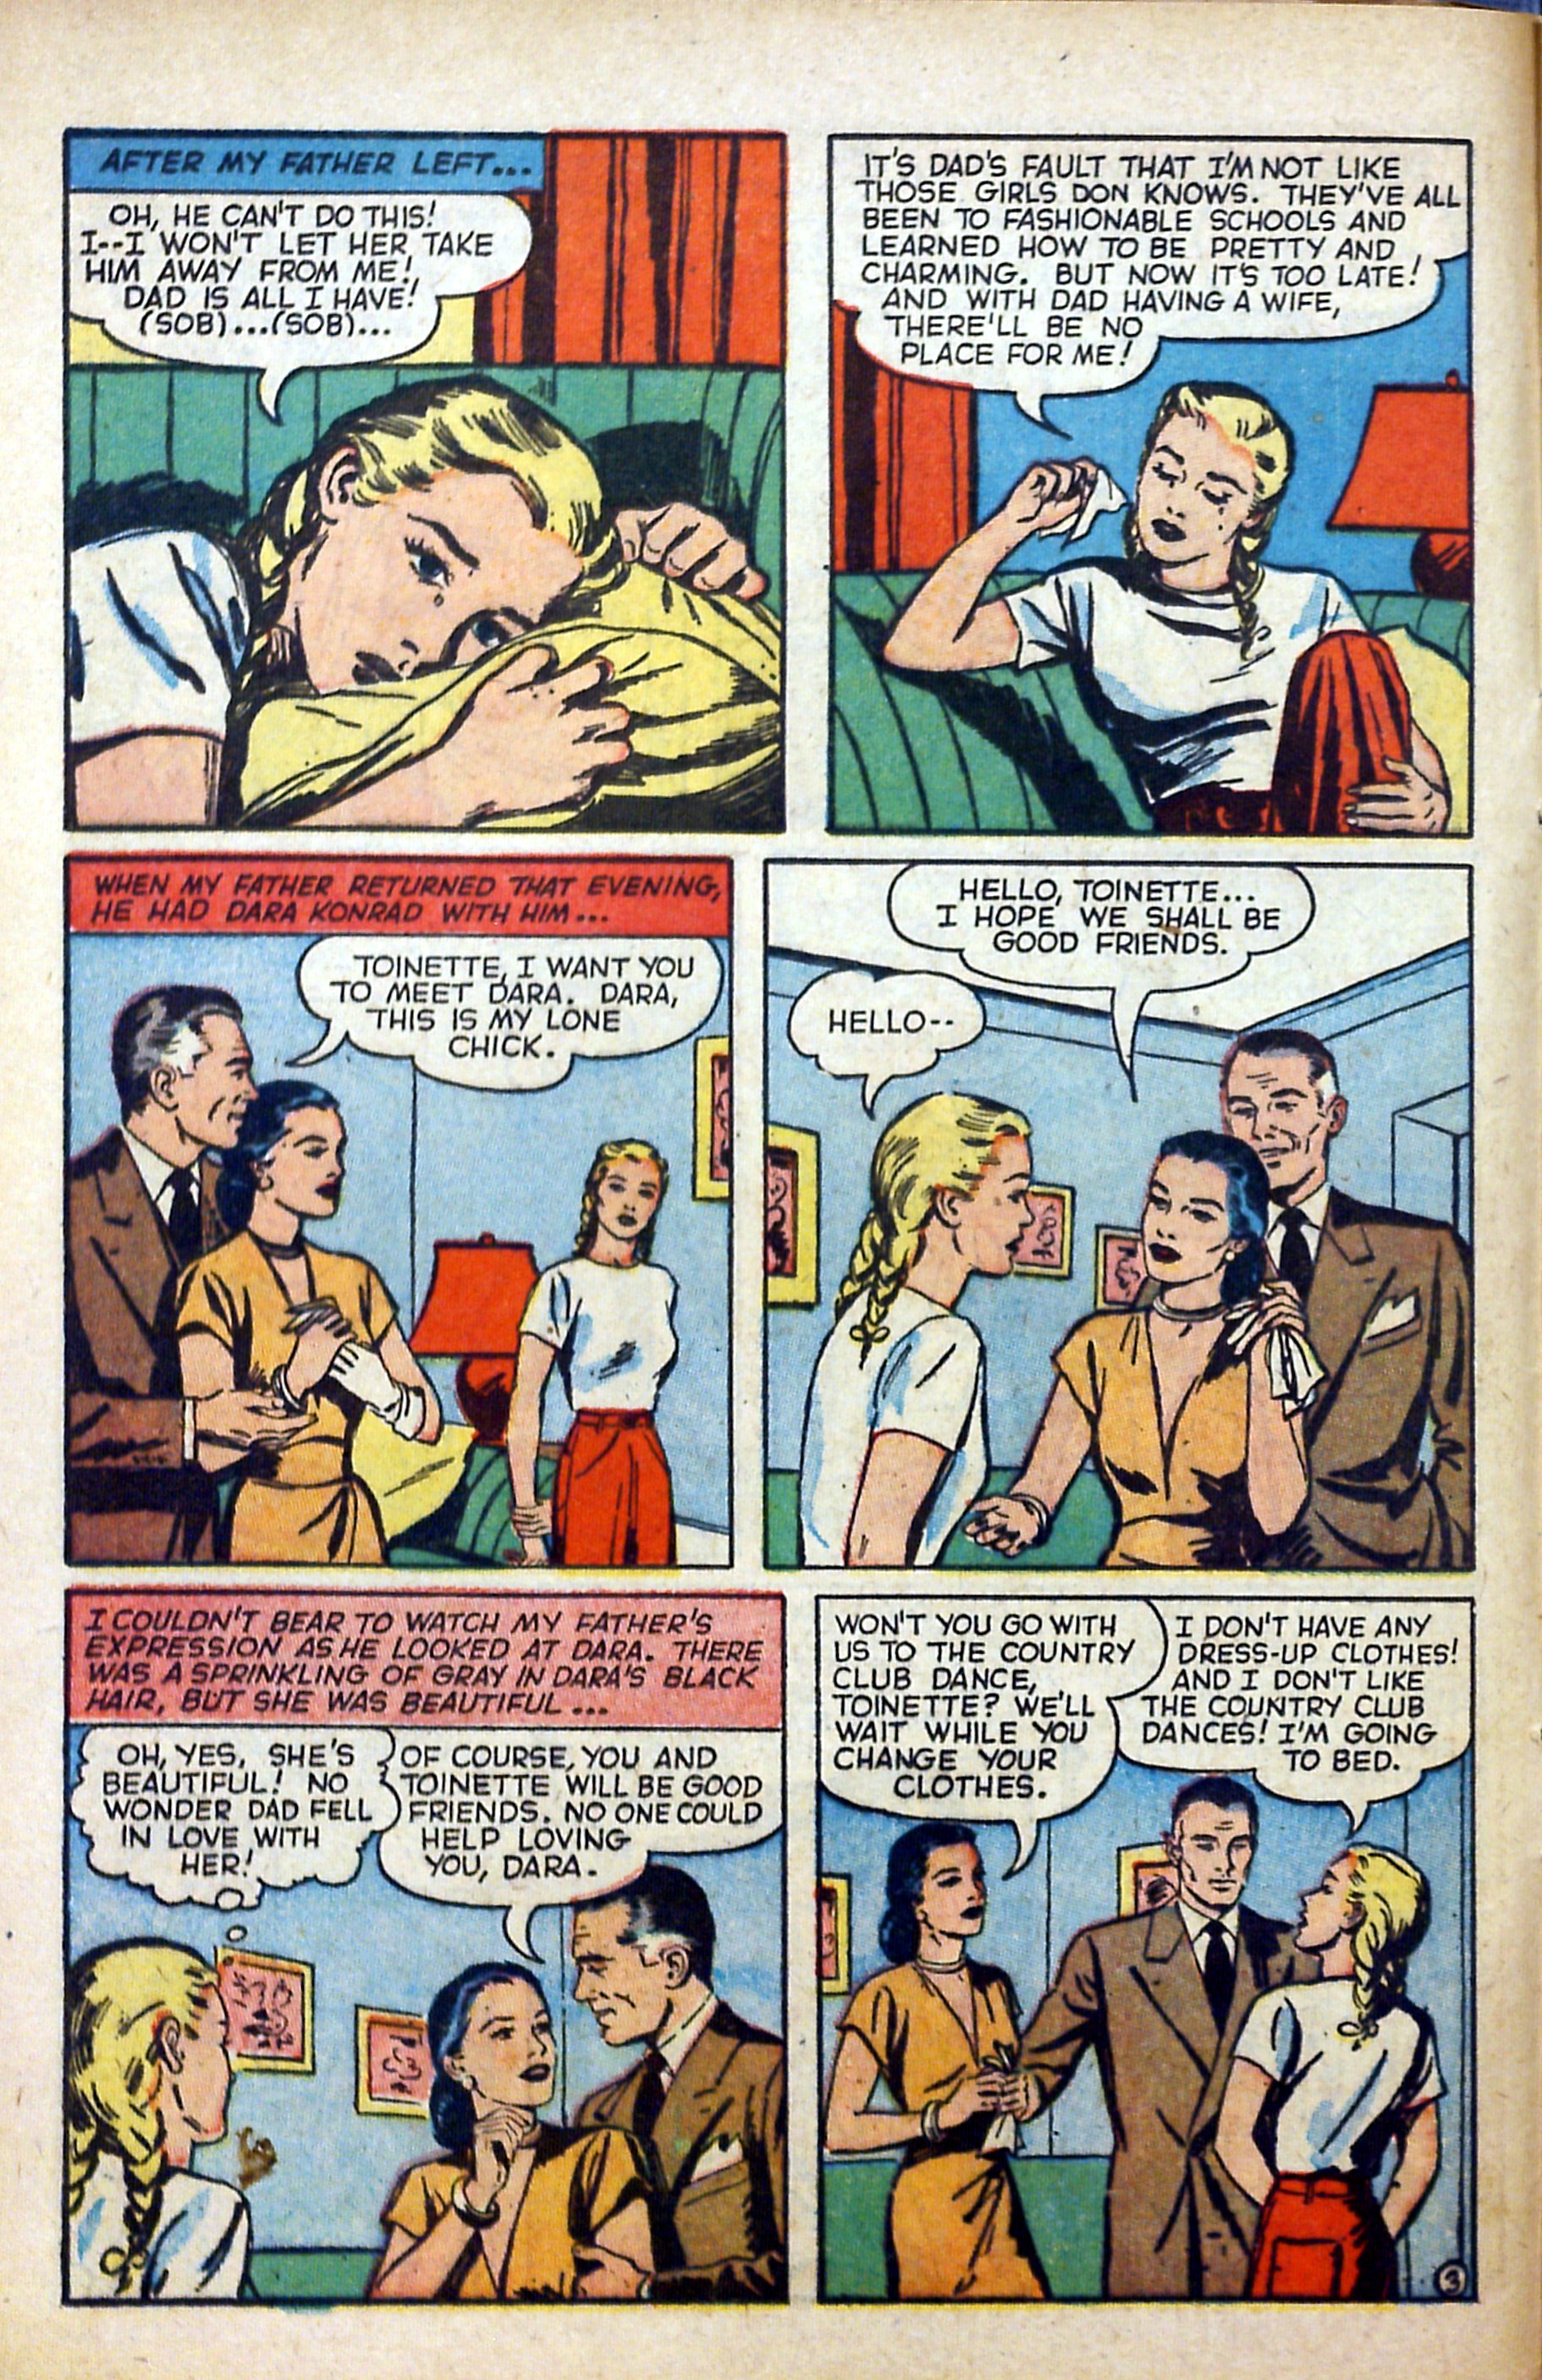 AFTER MY FATHER LEFT...
OH, HE CAN'T DO THIS!
I--I WON'T LET HER TAKE
HIM AWAY FROM ME!
DAD IS ALL I HAVE!
(SOB)...(SOB)...
IT'S DAD'S FAULT THAT I'M NOT LIKE
THOSE GIRLS DON KNOWS. THEY'VE ALL
BEEN TO FASHIONABLE SCHOOLS AND
LEARNED HOW TO BE PRETTY AND
CHARMING. BUT NOW IT'S TOO LATE!
AND WITH DAD HAVING A WIFE,
THERE'LL BE NO
PLACE FOR ME!
WHEN MY FATHER RETURNED THAT EVENING,
HE HAD DARA KONRAD WITH HIM...
TOINETTE, I WANT YOU
TO MEET DARA. DARA,
THIS IS MY LONE
CHICK.
HELLO, TOINETTE...
I HOPE WE SHALL BE
GOOD FRIENDS.
HELLO--
I COULDN'T BEAR TO WATCH MY FATHER'S
EXPRESSION AS HE LOOKED AT DARA. THERE
WAS A SPRINKLING OF GRAY IN DARA'S BLACK
HAIR, BUT SHE WAS BEAUTIFUL...
OH, YES, SHE'S
BEAUTIFUL! NO
WONDER DAD FELL
IN LOVE WITH
HER!
OF COURSE, YOU AND
TOINETTE WILL BE GOOD
FRIENDS. NO ONE COULD
HELP LOVING
YOU, DARA.
WON'T YOU GO WITH
US TO THE COUNTRY
CLUB DANCE,
TOINETTE? WE'LL
WAIT WHILE YOU
CHANGE YOUR
CLOTHES.
I DON'T HAVE ANY
DRESS-UP CLOTHES!
AND I DON'T LIKE
THE COUNTRY CLUB
DANCES! I'M GOING
TO BED.
3